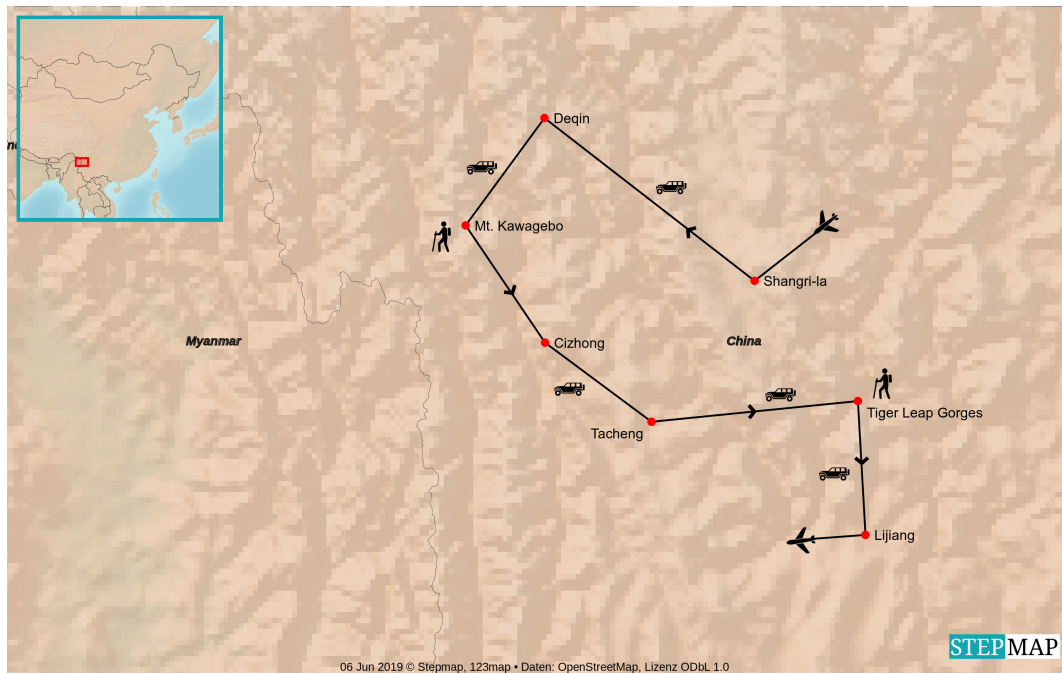 Deqin
Mt. Kawagebo
Shangri-la
Myanmar
China
Cizhong
Tiger Leap Gorges
Tacheng
Lijiang
STEPMAP
06 Jun 2019 © Stepmap, 123map • Daten: OpenStreetMap, Lizenz ODbL 1.0